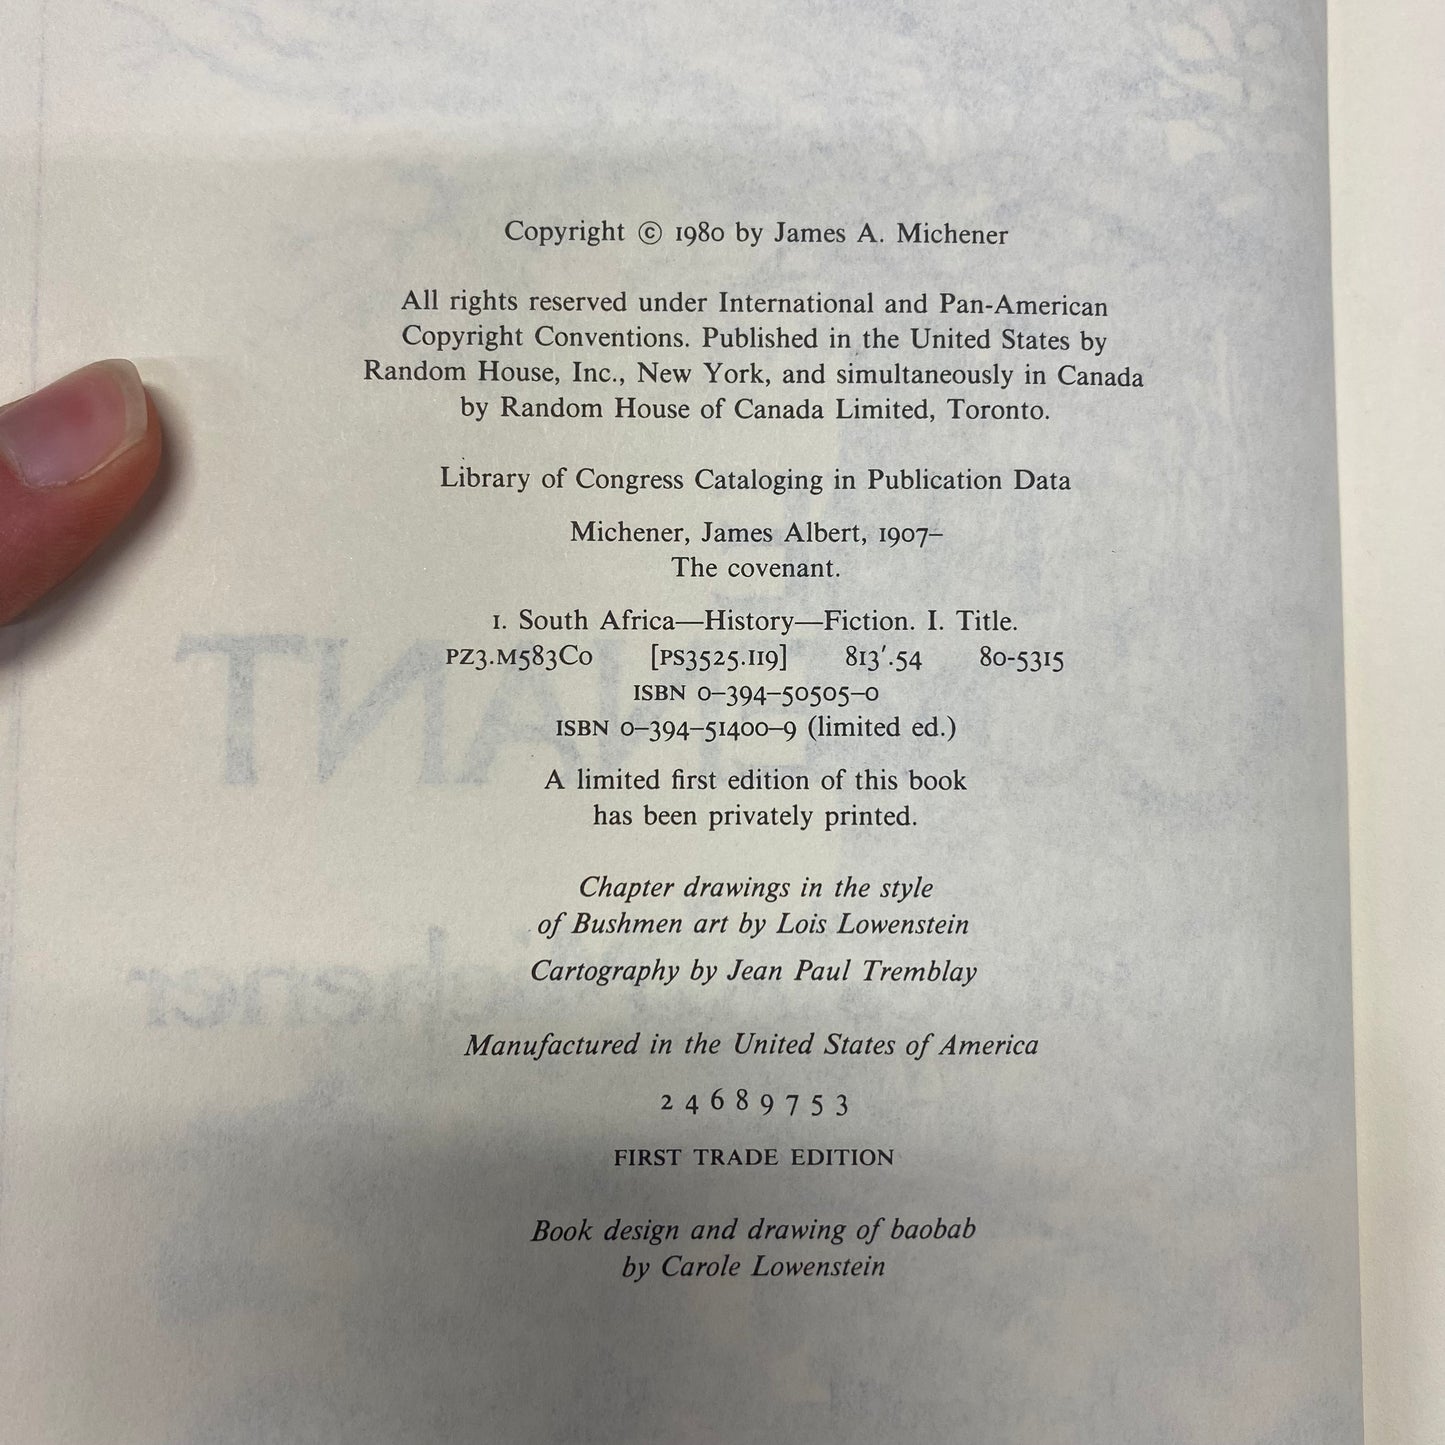 Copyright © 1980 by James A. Michener
All rights reserved under International and Pan-American
Copyright Conventions. Published in the United States by
Random House, Inc., New York, and simultaneously in Canada
by Random House of Canada Limited, Toronto.
Library of Congress Cataloging in Publication Data
Michener, James Albert, 1907–
The covenant.
1. South Africa—History—Fiction. I. Title.
PZ3.M583Co [PS3525.I19] 813'.54 80-5315
ISBN 0–394–50505–0
ISBN 0–394–51400–9 (limited ed.)
A limited first edition of this book
has been privately printed.
Chapter drawings in the style
of Bushmen art by Lois Lowenstein
Cartography by Jean Paul Tremblay
Manufactured in the United States of America
2 4 6 8 9 7 5 3
FIRST TRADE EDITION
Book design and drawing of baobab
by Carole Lowenstein